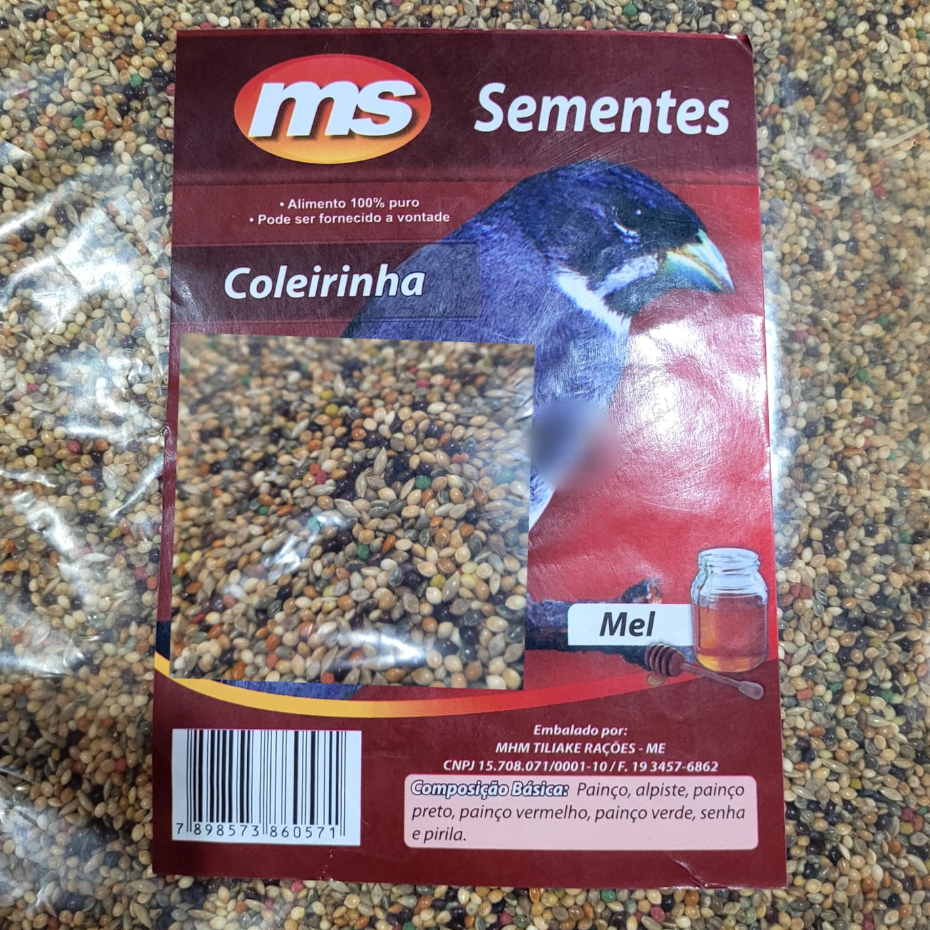 ms
Sementes
• Alimento 100% puro
• Pode ser fornecido a vontade
Coleirinha
Mel
Embalado por:
MHM TILIAKE RAÇÕES - ME
CNPJ 15.708.071/0001-10 / F. 19 3457-6862
Composição Básica: Painço, alpiste, painço
preto, painço vermelho, painço verde, senha
e pirila.
7 898573 860571